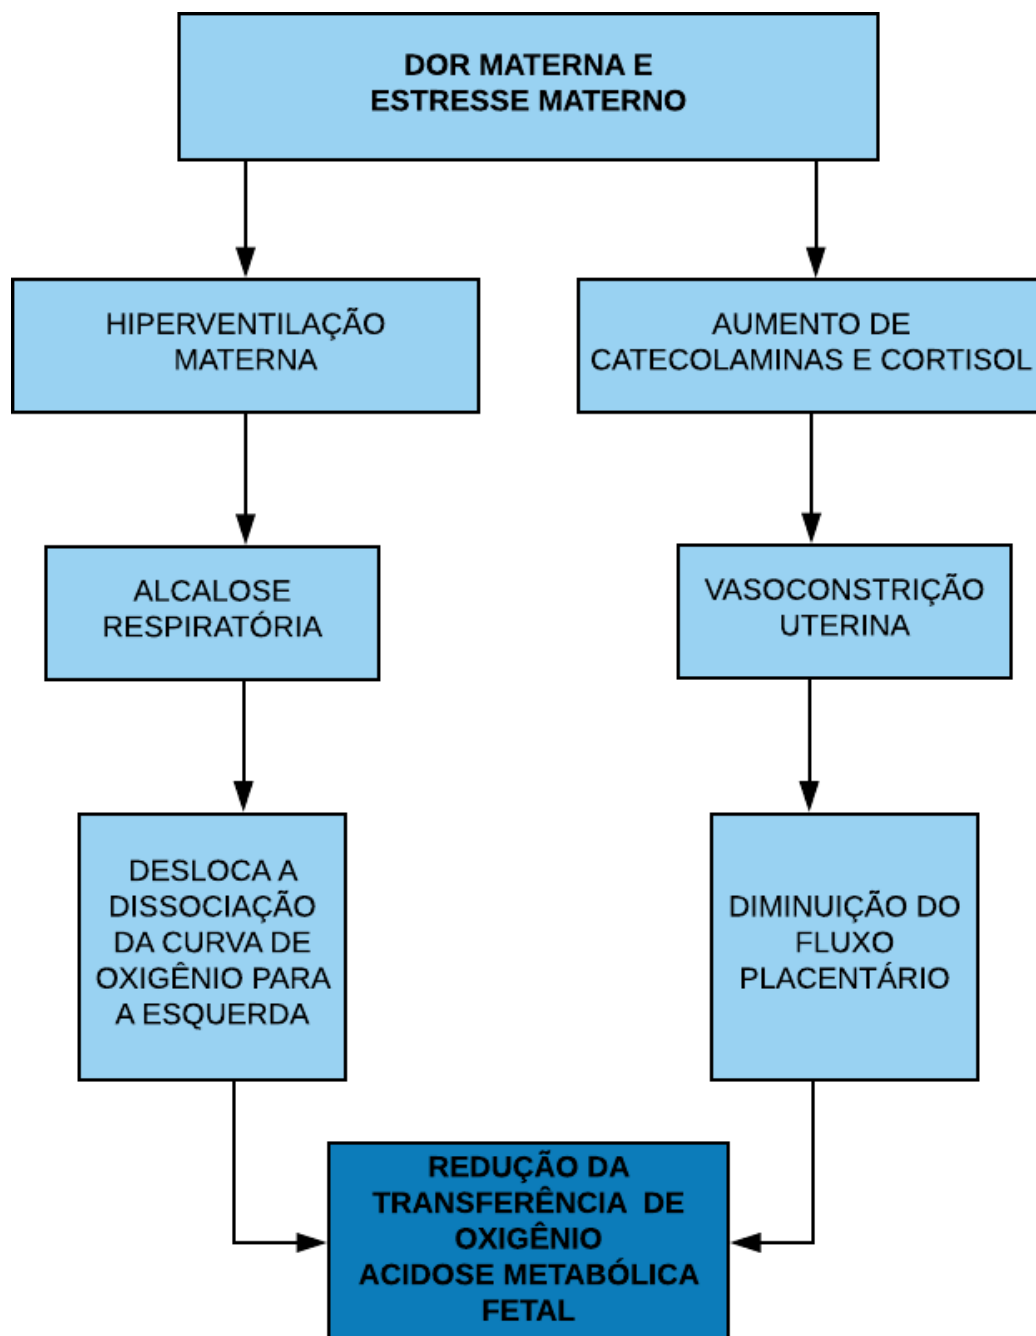 DOR MATERNA E
ESTRESSE MATERNO
HIPERVENTILAÇÃO
MATERNA
AUMENTO DE
CATECOLAMINAS E CORTISOL
ALCALOSE
RESPIRATÓRIA
VASOCONSTRIÇÃO
UTERINA
DESLOCA A
DISSOCIAÇÃO
DA CURVA DE
OXIGÊNIO PARA
A ESQUERDA
DIMINUIÇÃO DO
FLUXO
PLACENTÁRIO
REDUÇÃO DA
TRANSFERÊNCIA DE
OXIGÊNIO
ACIDOSE METABÓLICA
FETAL